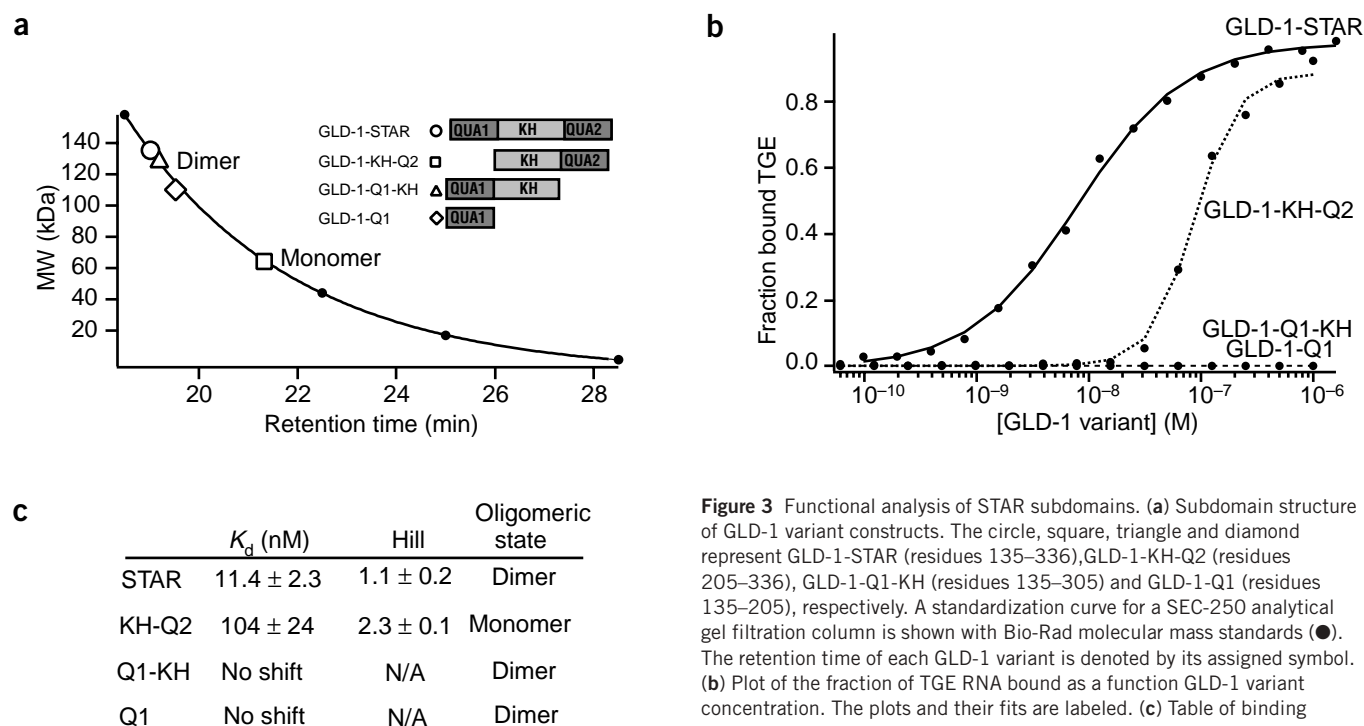 a
MW (kDa)
140
120
100
80
60
40
20
20 22 24 26 28
Retention time (min)
Dimer
Monomer
GLD-1-STAR QUA1 KH QUA2
GLD-1-KH-Q2 KH QUA2
GLD-1-Q1-KH QUA1 KH
GLD-1-Q1 QUA1
b
Fraction bound TGE
0.8
0.6
0.4
0.2
0.0
10–10 10–9 10–8 10–7 10–6
[GLD-1 variant] (M)
GLD-1-STAR
GLD-1-KH-Q2
GLD-1-Q1-KH
GLD-1-Q1
c
Kd (nM) Hill Oligomeric state
STAR 11.4 ± 2.3 1.1 ± 0.2 Dimer
KH-Q2 104 ± 24 2.3 ± 0.1 Monomer
Q1-KH No shift N/A Dimer
Q1 No shift N/A Dimer
Figure 3 Functional analysis of STAR subdomains. (a) Subdomain structure
of GLD-1 variant constructs. The circle, square, triangle and diamond
represent GLD-1-STAR (residues 135–336),GLD-1-KH-Q2 (residues
205–336), GLD-1-Q1-KH (residues 135–305) and GLD-1-Q1 (residues
135–205), respectively. A standardization curve for a SEC-250 analytical
gel filtration column is shown with Bio-Rad molecular mass standards (●).
The retention time of each GLD-1 variant is denoted by its assigned symbol.
(b) Plot of the fraction of TGE RNA bound as a function GLD-1 variant
concentration. The plots and their fits are labeled. (c) Table of binding